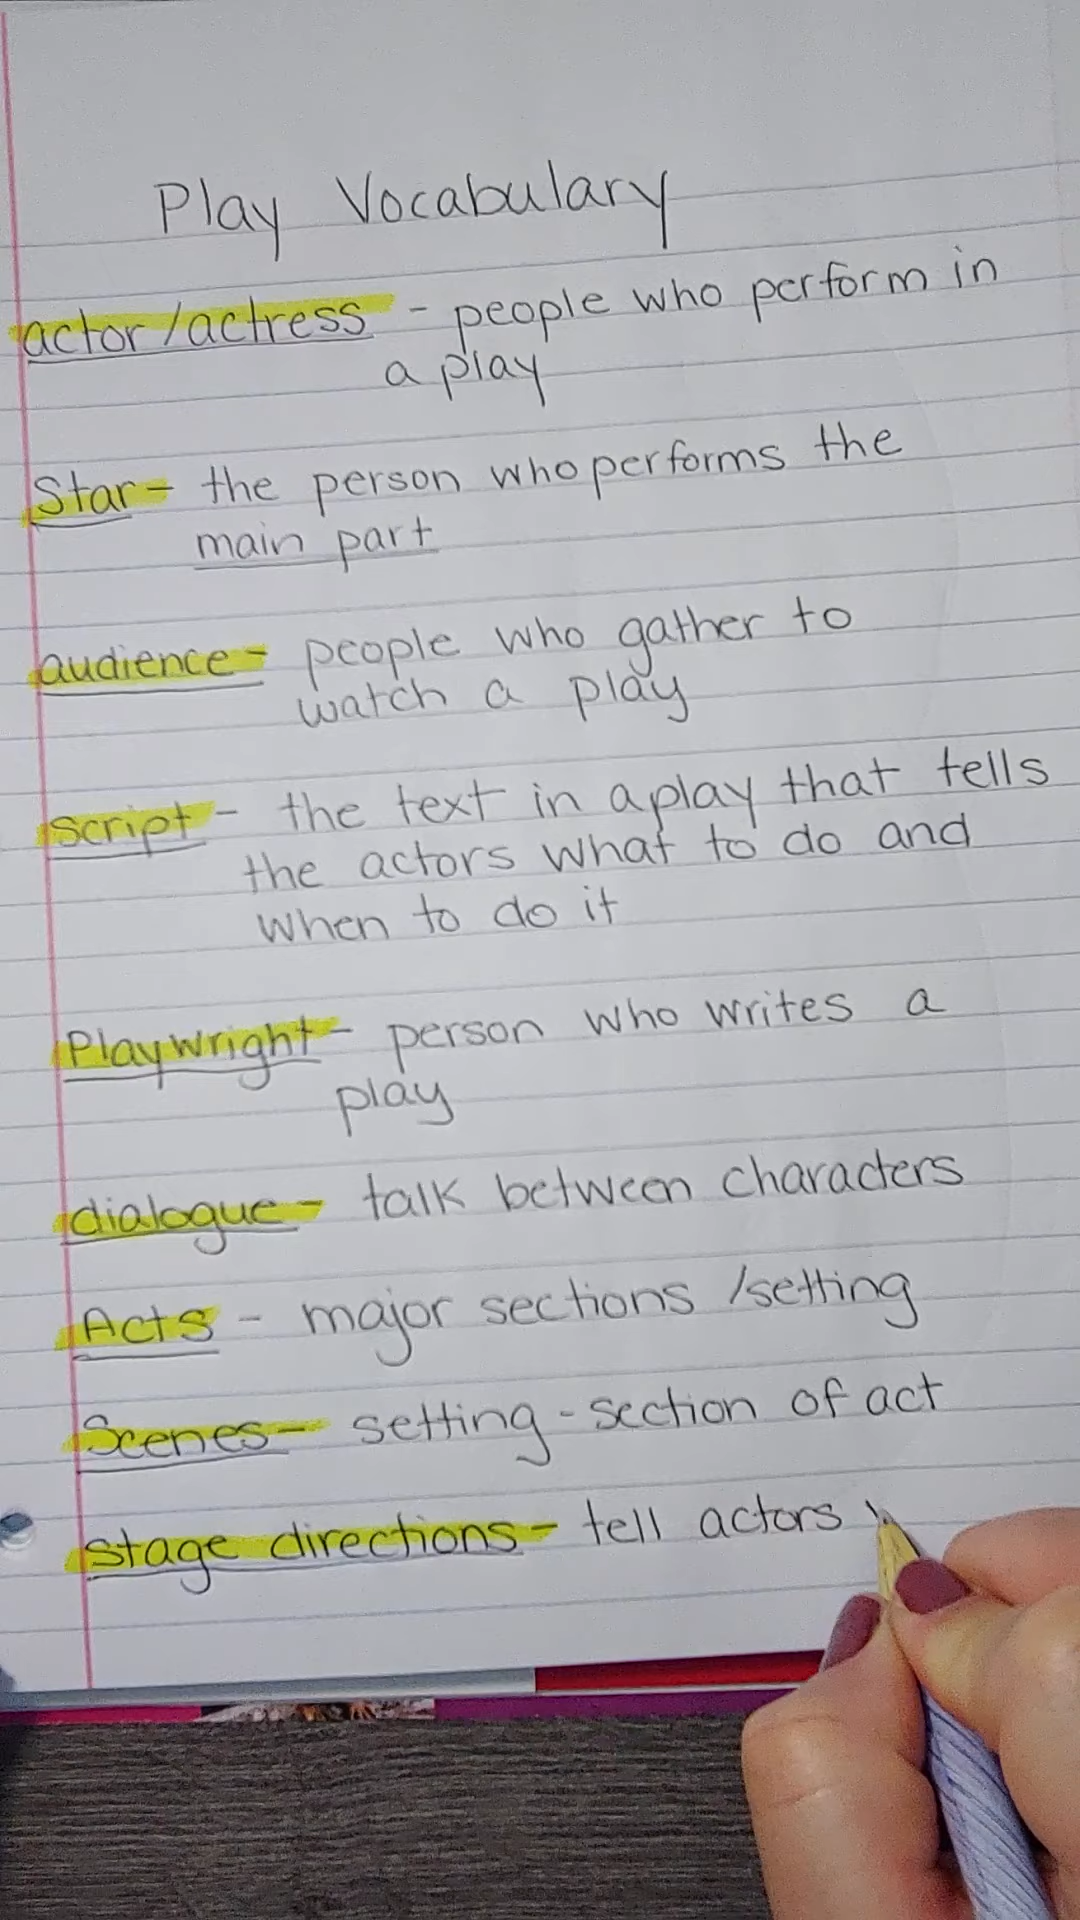 Play Vocabulary
actor/actress - people who perform in
a play
Star- the person who performs the
main part
audience- people who gather to
watch a play
script - the text in a play that tells
the actors what to do and
when to do it
Playwright- person who writes a
play
dialogue- talk between characters
Acts - major sections /setting
Scenes- setting-section of act
stage directions- tell actors